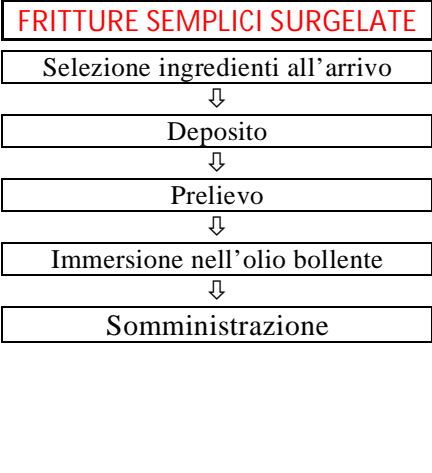 FRITTURE SEMPLICI SURGELATE
Selezione ingredienti all'arrivo
⇩
Deposito
⇩
Prelievo
⇩
Immersione nell'olio bollente
⇩
Somministrazione